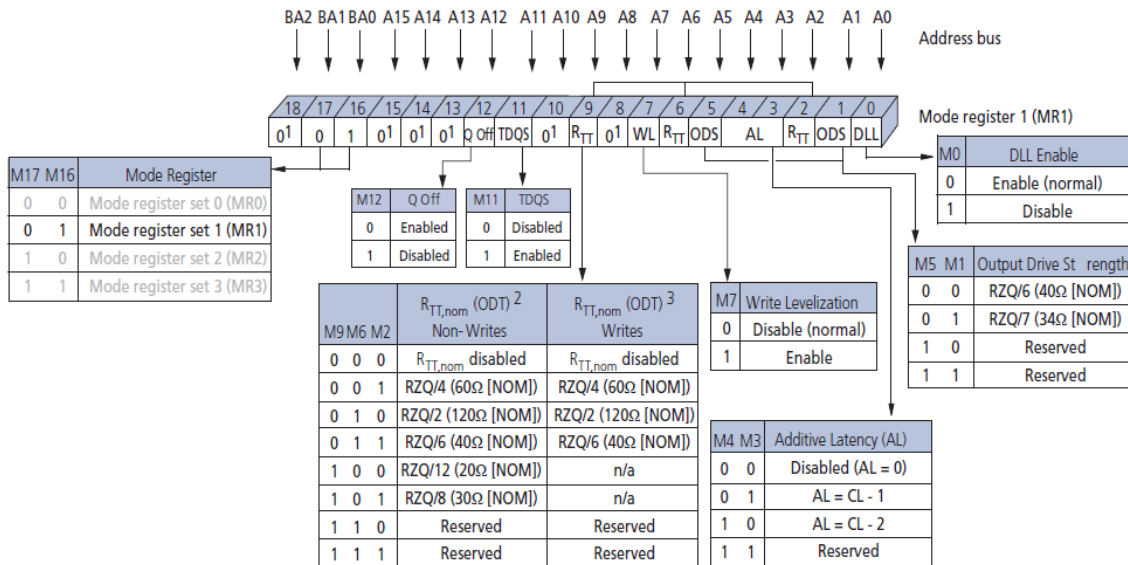 BA2 BA1 BA0 A15 A14 A13 A12 A11 A10 A9 A8 A7 A6 A5 A4 A3 A2 A1 A0
Address bus
18 17 16 15 14 13 12 11 10 9 8 7 6 5 4 3 2 1 0
Mode register 1 (MR1)
0¹ 0 1 0¹ 0¹ 0¹ Q Off TDQS 0¹ RTT 0¹ WL RTT ODS AL RTT ODS DLL
M17 M16 Mode Register
0 0 Mode register set 0 (MR0)
0 1 Mode register set 1 (MR1)
1 0 Mode register set 2 (MR2)
1 1 Mode register set 3 (MR3)
M12 Q Off
0 Enabled
1 Disabled
M11 TDQS
0 Disabled
1 Enabled
M0 DLL Enable
0 Enable (normal)
1 Disable
M5 M1 Output Drive St rength
0 0 RZQ/6 (40Ω [NOM])
0 1 RZQ/7 (34Ω [NOM])
1 0 Reserved
1 1 Reserved
M9 M6 M2 RTT,nom (ODT) 2 Non-Writes RTT,nom (ODT) 3 Writes
0 0 0 RTT,nom disabled RTT,nom disabled
0 0 1 RZQ/4 (60Ω [NOM]) RZQ/4 (60Ω [NOM])
0 1 0 RZQ/2 (120Ω [NOM]) RZQ/2 (120Ω [NOM])
0 1 1 RZQ/6 (40Ω [NOM]) RZQ/6 (40Ω [NOM])
1 0 0 RZQ/12 (20Ω [NOM]) n/a
1 0 1 RZQ/8 (30Ω [NOM]) n/a
1 1 0 Reserved Reserved
1 1 1 Reserved Reserved
M7 Write Levelization
0 Disable (normal)
1 Enable
M4 M3 Additive Latency (AL)
0 0 Disabled (AL = 0)
0 1 AL = CL - 1
1 0 AL = CL - 2
1 1 Reserved